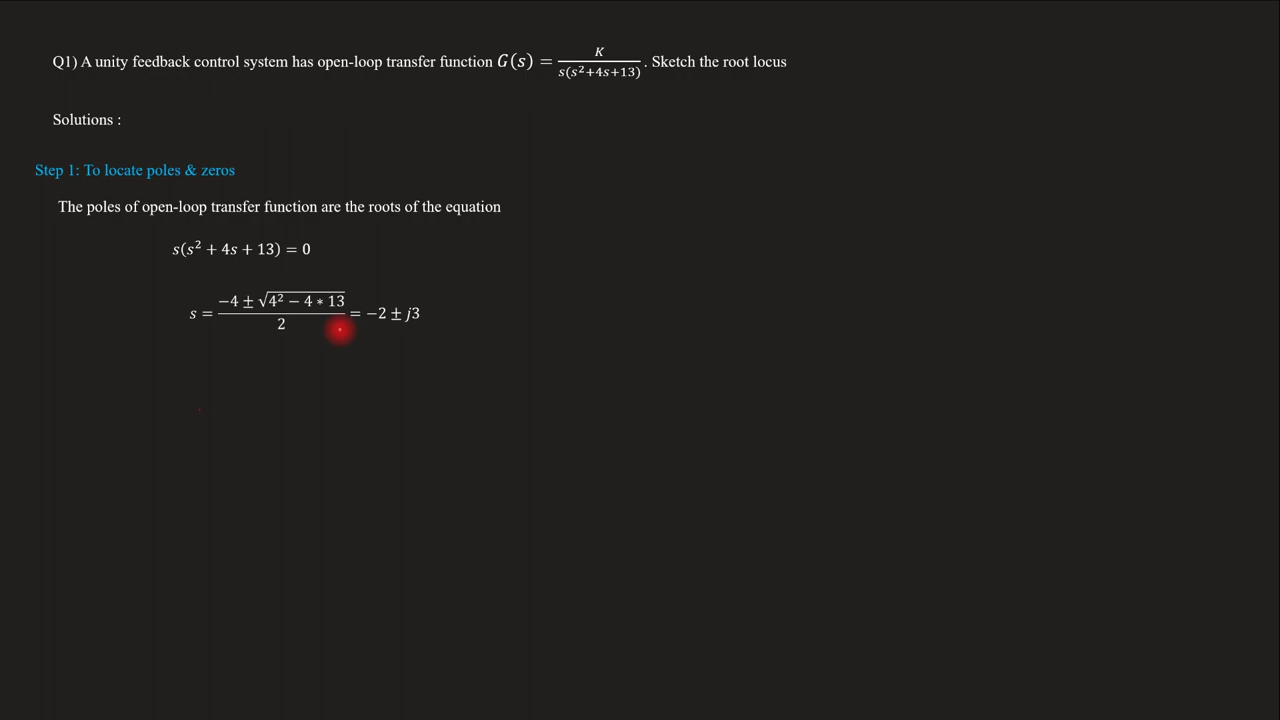 Q1) A unity feedback control system has open-loop transfer function G(s) = K / s(s²+4s+13) . Sketch the root locus
Solutions :
Step 1: To locate poles & zeros
The poles of open-loop transfer function are the roots of the equation
s(s² + 4s + 13) = 0
s = −4 ± √4² − 4 ∗ 13 / 2 = −2 ± j3